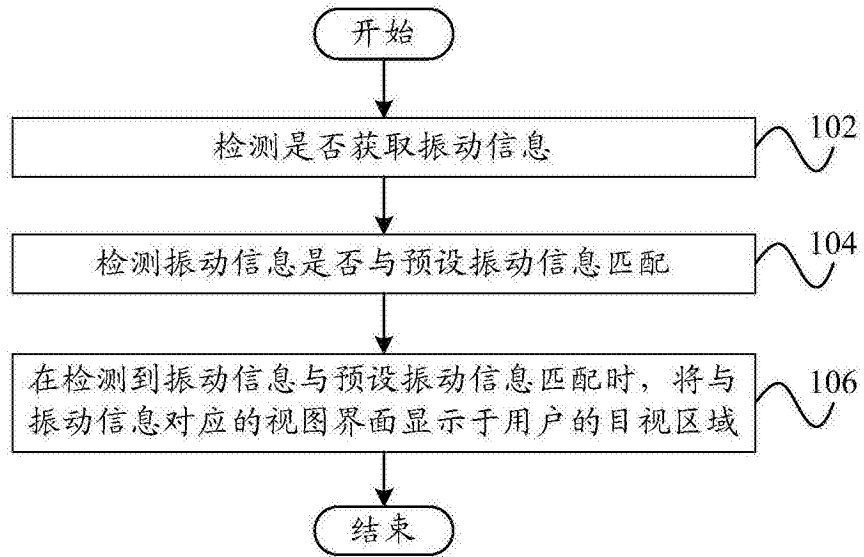 开始
检测是否获取振动信息
102
检测振动信息是否与预设振动信息匹配
104
在检测到振动信息与预设振动信息匹配时，将与
振动信息对应的视图界面显示于用户的目视区域
106
结束